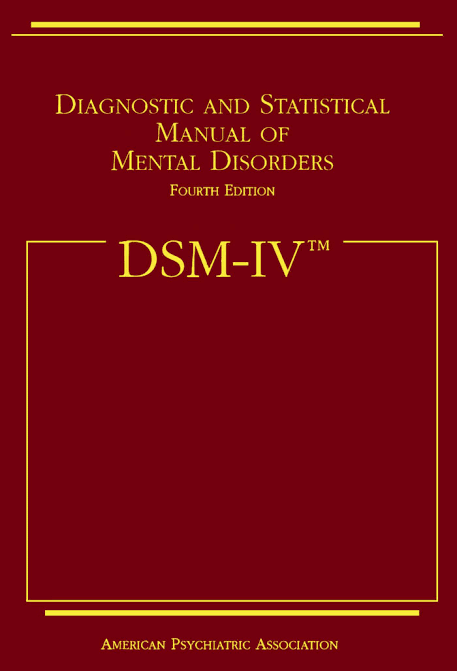 DIAGNOSTIC AND STATISTICAL
MANUAL OF
MENTAL DISORDERS
FOURTH EDITION
DSM-IV™
AMERICAN PSYCHIATRIC ASSOCIATION